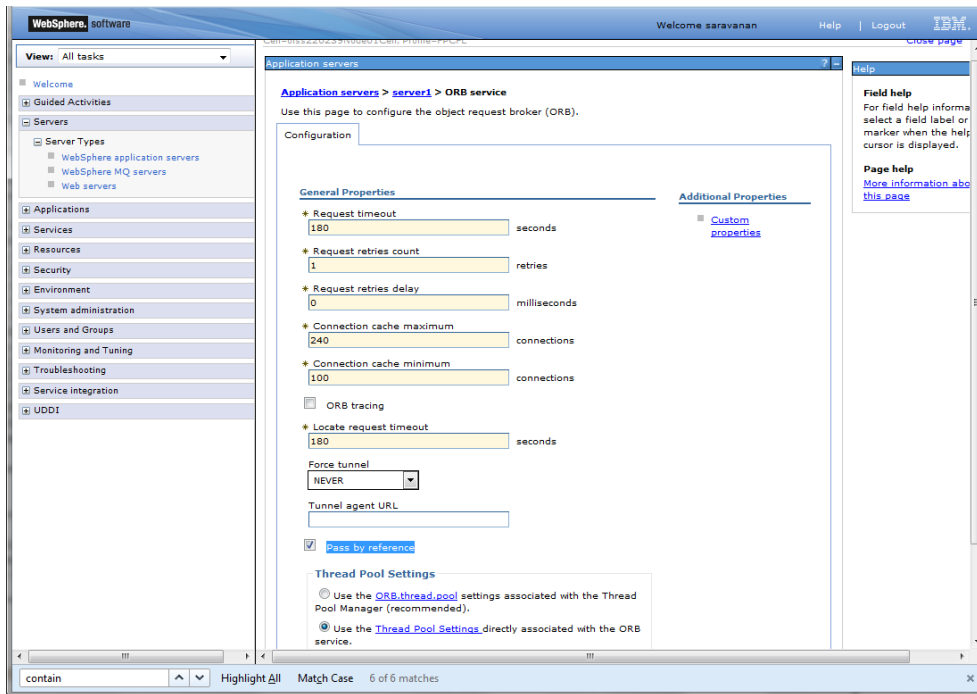 WebSphere. software
Welcome saravanan
Help | Logout
IBM.
Close page
View: All tasks
Welcome
Guided Activities
Servers
Server Types
WebSphere application servers
WebSphere MQ servers
Web servers
Applications
Services
Resources
Security
Environment
System administration
Users and Groups
Monitoring and Tuning
Troubleshooting
Service integration
UDDI
Application servers
? –
Application servers > server1 > ORB service
Use this page to configure the object request broker (ORB).
Configuration
General Properties
* Request timeout
180 seconds
* Request retries count
1 retries
* Request retries delay
0 milliseconds
* Connection cache maximum
240 connections
* Connection cache minimum
100 connections
ORB tracing
* Locate request timeout
180 seconds
Force tunnel
NEVER
Tunnel agent URL
Pass by reference
Thread Pool Settings
Use the ORB.thread.pool settings associated with the Thread
Pool Manager (recommended).
Use the Thread Pool Settings directly associated with the ORB
service.
Additional Properties
Custom
properties
Help
Field help
For field help informa
select a field label or
marker when the help
cursor is displayed.
Page help
More information abo
this page
contain
Highlight All
Match Case
6 of 6 matches